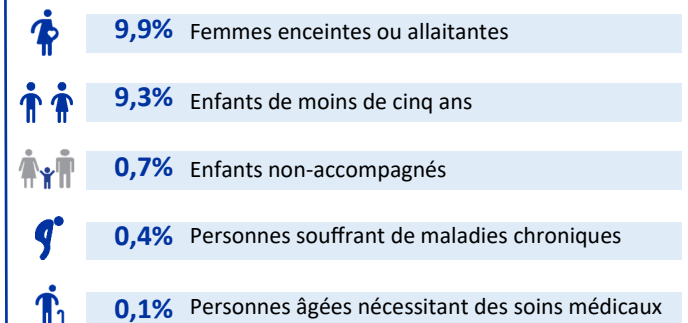 9,9% Femmes enceintes ou allaitantes
9,3% Enfants de moins de cinq ans
0,7% Enfants non-accompagnés
0,4% Personnes souffrant de maladies chroniques
0,1% Personnes âgées nécessitant des soins médicaux